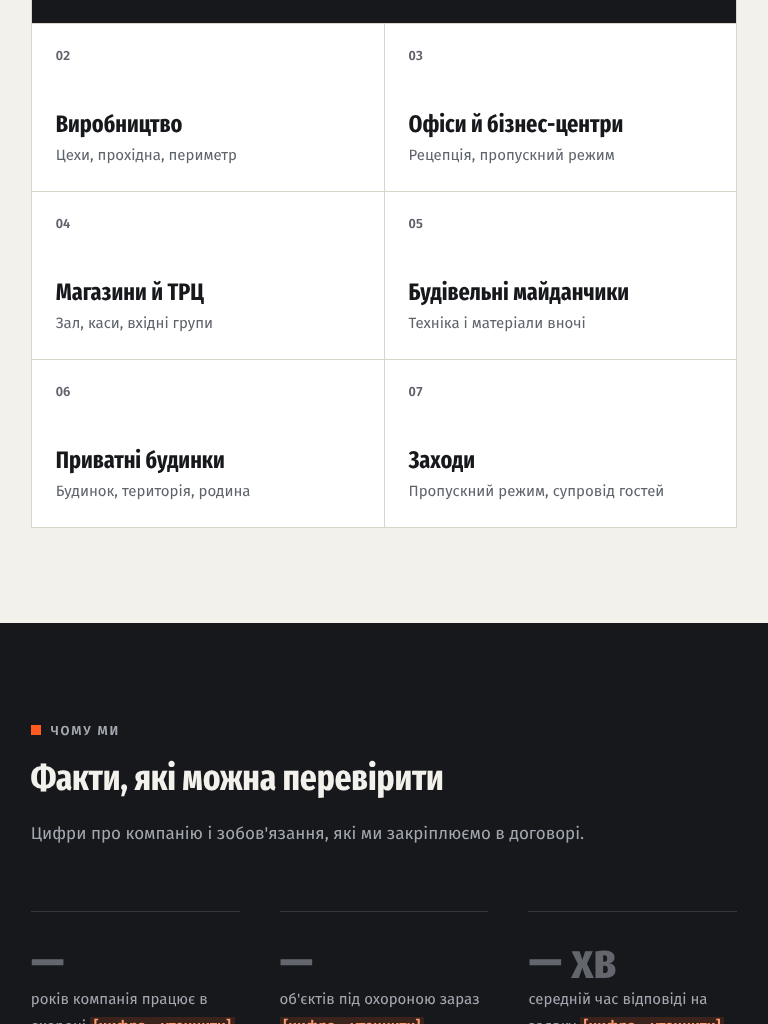 02
03
Виробництво
Офіси й бізнес-центри
Цехи, прохідна, периметр
Рецепція, пропускний режим
04
05
Магазини й ТРЦ
Будівельні майданчики
Зал, каси, вхідні групи
Техніка і матеріали вночі
06
07
Приватні будинки
Заходи
Будинок, територія, родина
Пропускний режим, супровід гостей
ЧОМУ МИ
Факти, які можна перевірити
Цифри про компанію і зобов'язання, які ми закріплюємо в договорі.
—
—
— ХВ
років компанія працює в
об'єктів під охороною зараз
середній час відповіді на